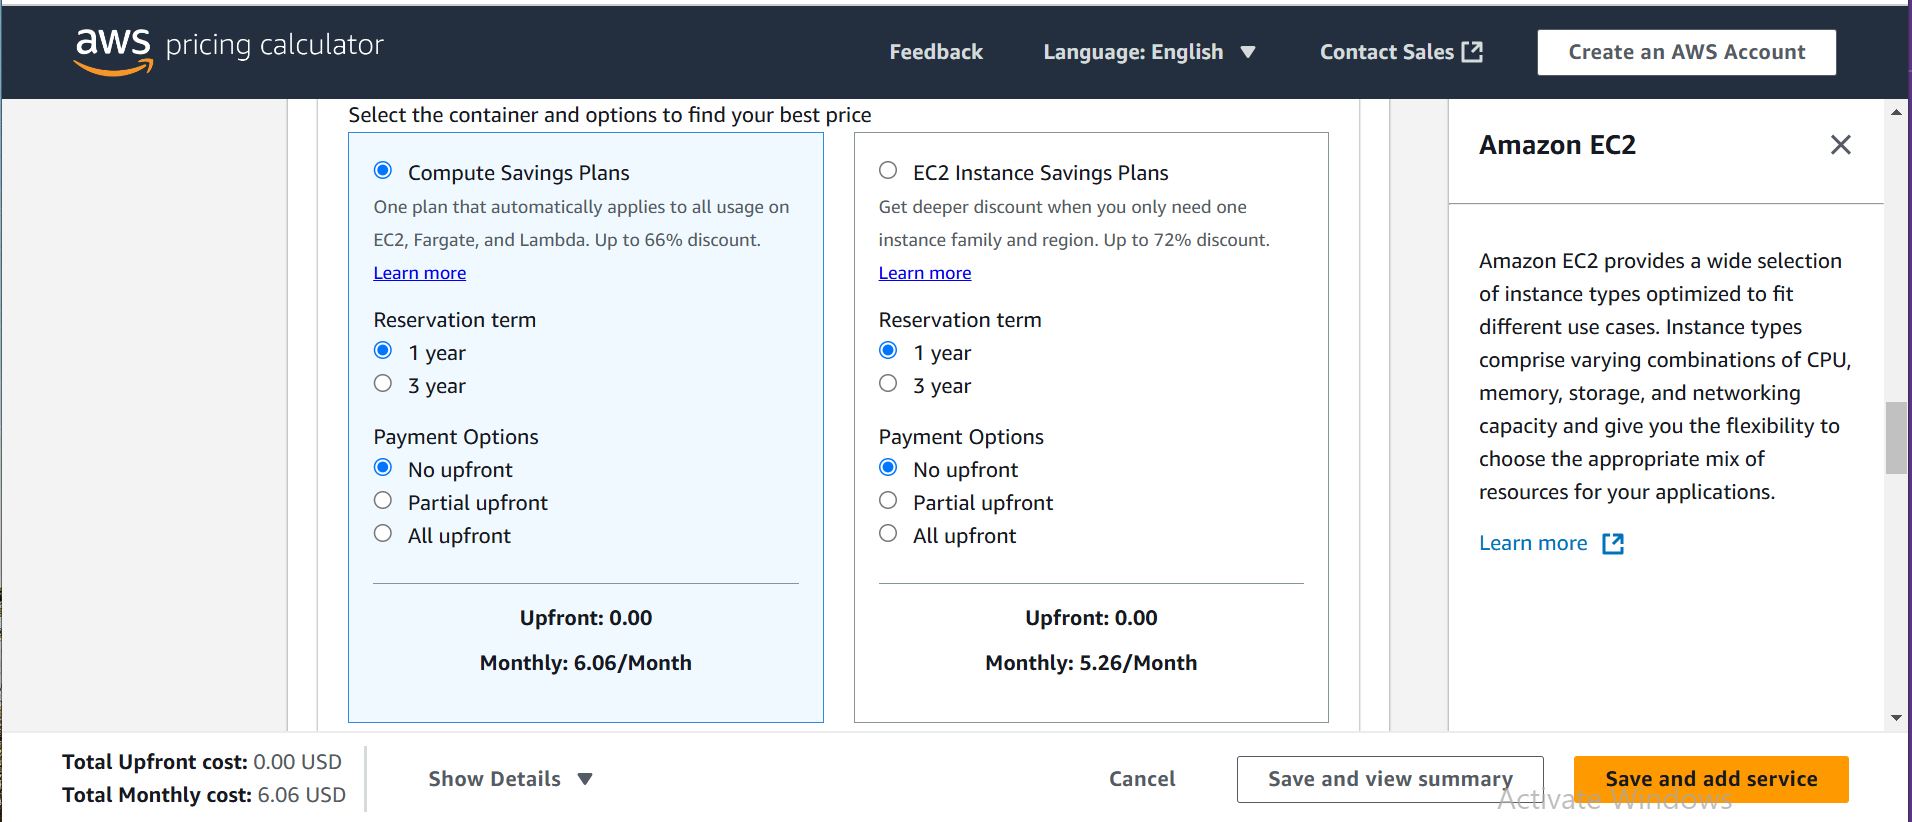 aws pricing calculator
Feedback
Language: English
Contact Sales
Create an AWS Account
Select the container and options to find your best price
Compute Savings Plans
One plan that automatically applies to all usage on
EC2, Fargate, and Lambda. Up to 66% discount.
Learn more
Reservation term
1 year
3 year
Payment Options
No upfront
Partial upfront
All upfront
Upfront: 0.00
Monthly: 6.06/Month
EC2 Instance Savings Plans
Get deeper discount when you only need one
instance family and region. Up to 72% discount.
Learn more
Reservation term
1 year
3 year
Payment Options
No upfront
Partial upfront
All upfront
Upfront: 0.00
Monthly: 5.26/Month
Amazon EC2
Amazon EC2 provides a wide selection
of instance types optimized to fit
different use cases. Instance types
comprise varying combinations of CPU,
memory, storage, and networking
capacity and give you the flexibility to
choose the appropriate mix of
resources for your applications.
Learn more
Total Upfront cost: 0.00 USD
Total Monthly cost: 6.06 USD
Show Details
Cancel
Save and view summary
Save and add service
Activate Windows